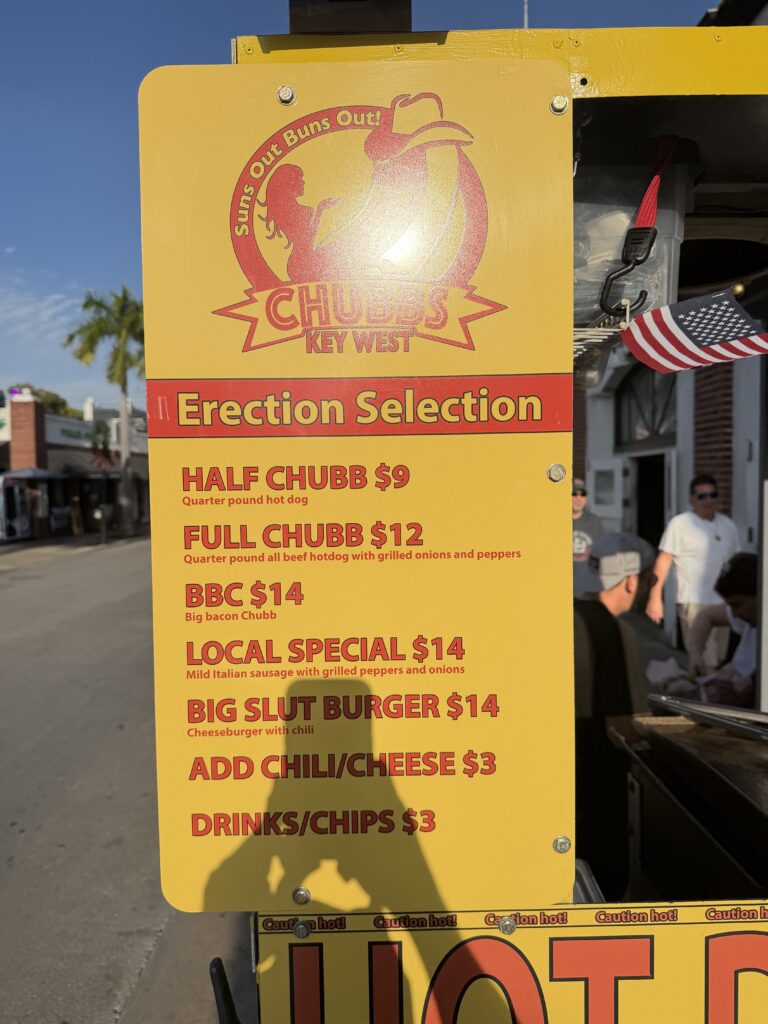 Suns Out Buns Out!
CHUBBS
KEY WEST
Erection Selection
HALF CHUBB $9
Quarter pound hot dog
FULL CHUBB $12
Quarter pound all beef hotdog with grilled onions and peppers
BBC $14
Big bacon Chubb
LOCAL SPECIAL $14
Mild Italian sausage with grilled peppers and onions
BIG SLUT BURGER $14
Cheeseburger with chili
ADD CHILI/CHEESE $3
DRINKS/CHIPS $3
Caution hot! Caution hot! Caution hot! Caution hot! Caution hot!
HOT D